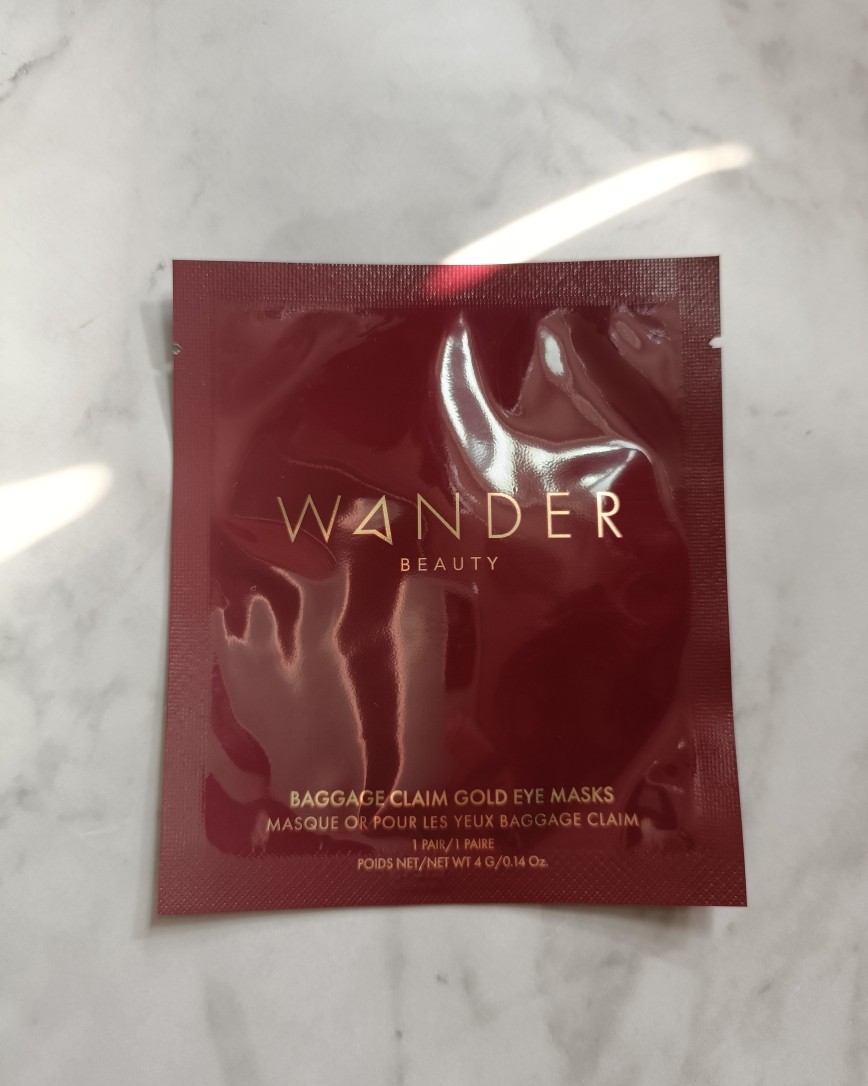 WANDER
BEAUTY
BAGGAGE CLAIM GOLD EYE MASKS
MASQUE OR POUR LES YEUX BAGGAGE CLAIM
1 PAIR/1 PAIRE
POIDS NET/NET WT 4 G/0.14 Oz.